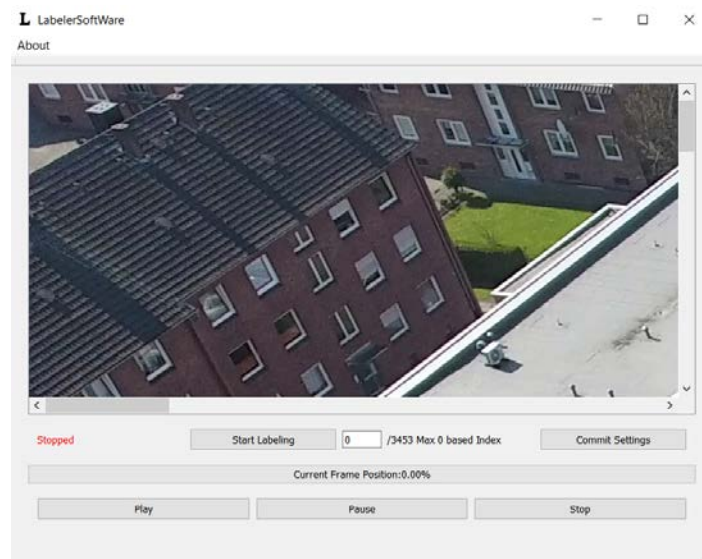 L LabelerSoftWare
About
Stopped
Start Labeling
0
/3453 Max 0 based Index
Commit Settings
Current Frame Position:0.00%
Play
Pause
Stop